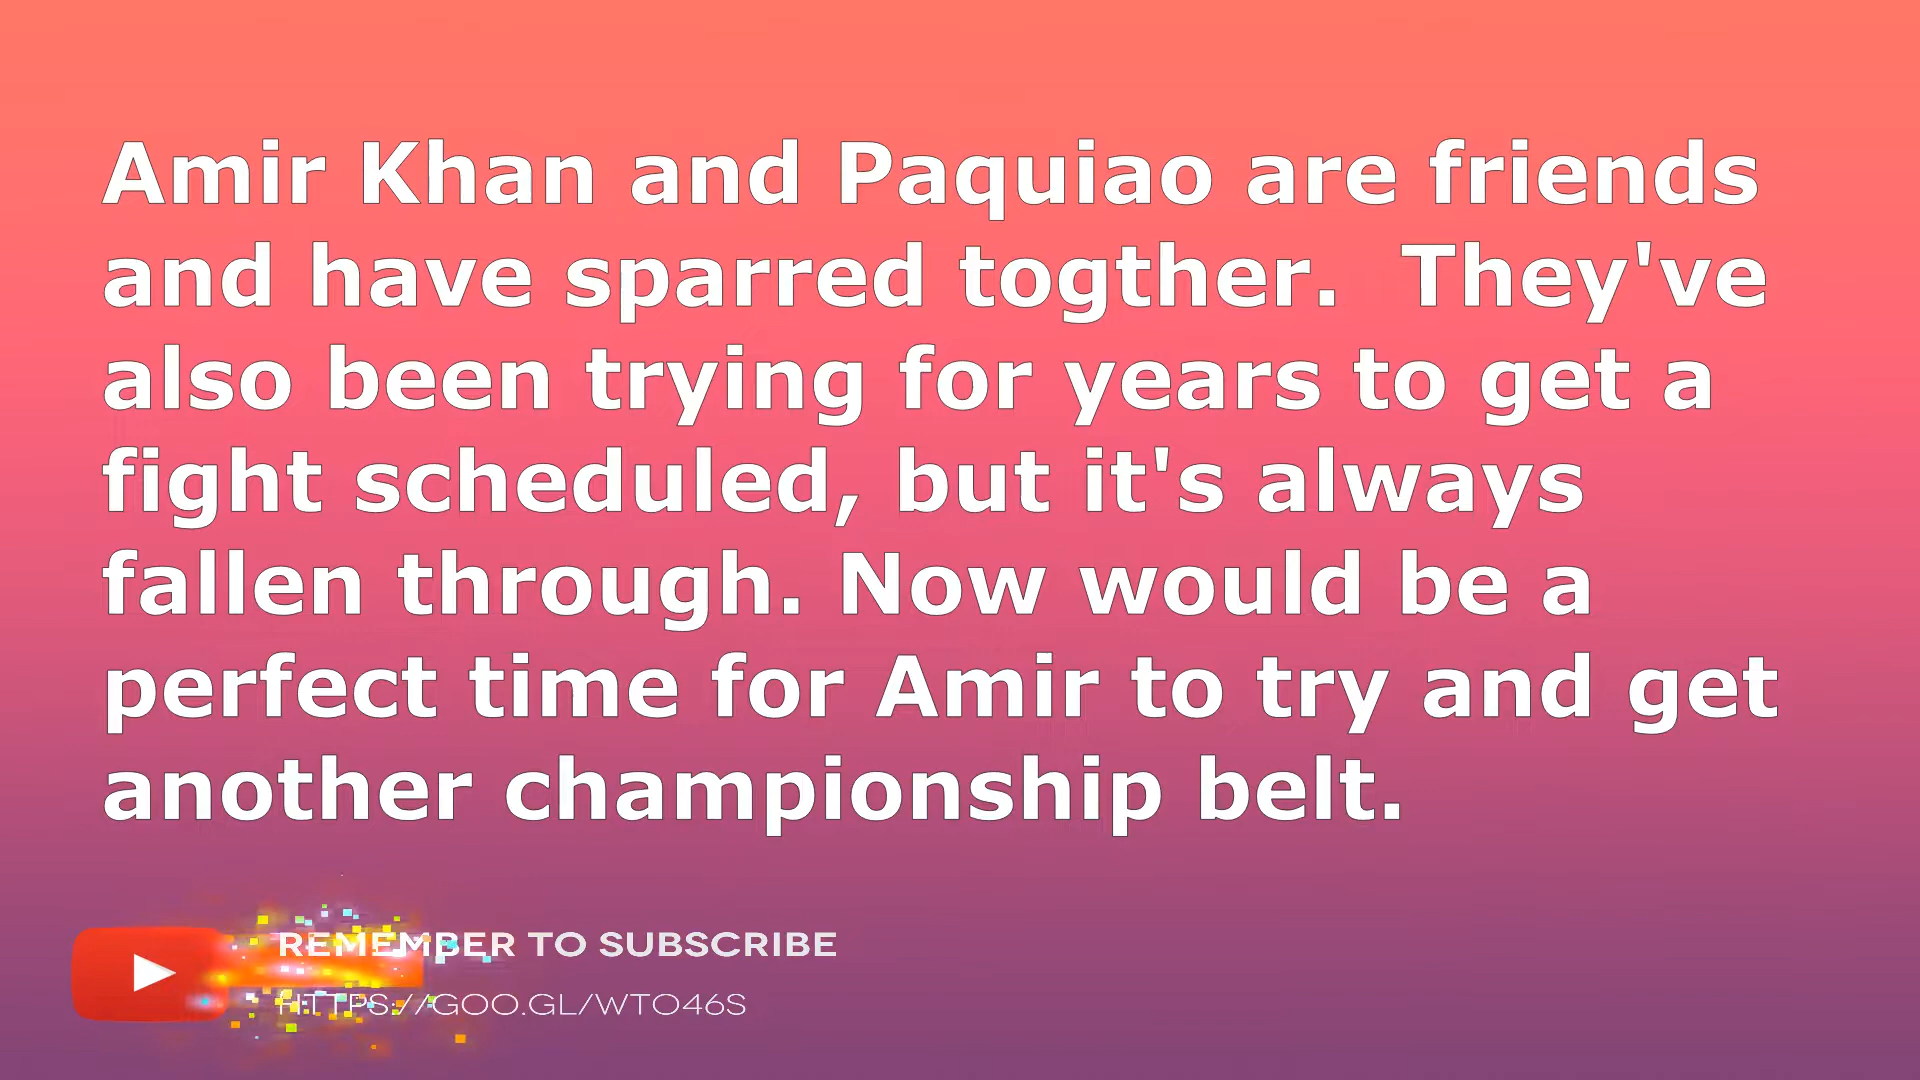 Amir Khan and Paquiao are friends
and have sparred togther.  They've
also been trying for years to get a
fight scheduled, but it's always
fallen through. Now would be a
perfect time for Amir to try and get
another championship belt.
REMEMBER TO SUBSCRIBE
HTTPS://GOO.GL/WTO46S